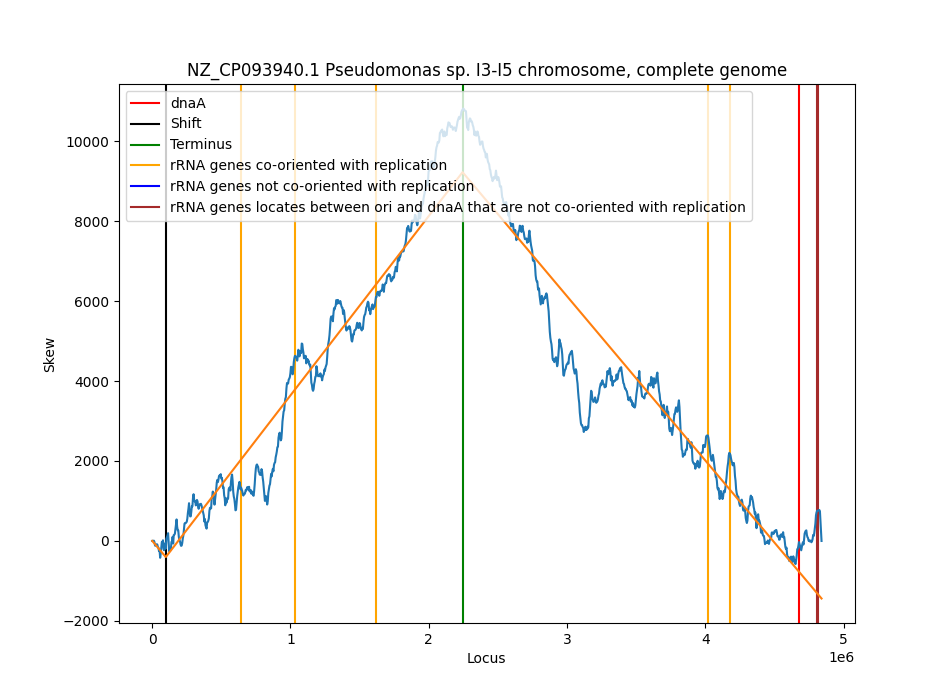 NZ_CP093940.1 Pseudomonas sp. I3-I5 chromosome, complete genome
dnaA
Shift
Terminus
rRNA genes co-oriented with replication
rRNA genes not co-oriented with replication
rRNA genes locates between ori and dnaA that are not co-oriented with replication
10000
8000
6000
4000
2000
0
−2000
Skew
0 1 2 3 4 5
1e6
Locus